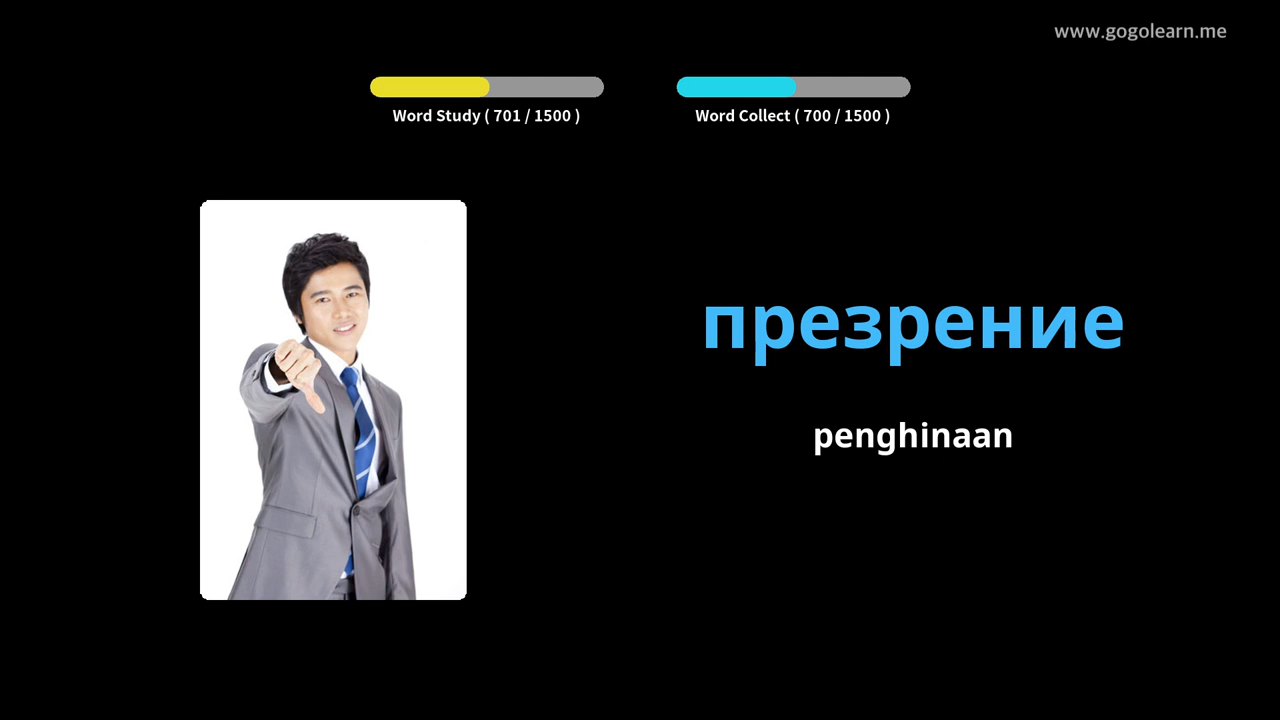 www.gogolearn.me
Word Study ( 701 / 1500 )
Word Collect ( 700 / 1500 )
презрение
penghinaan